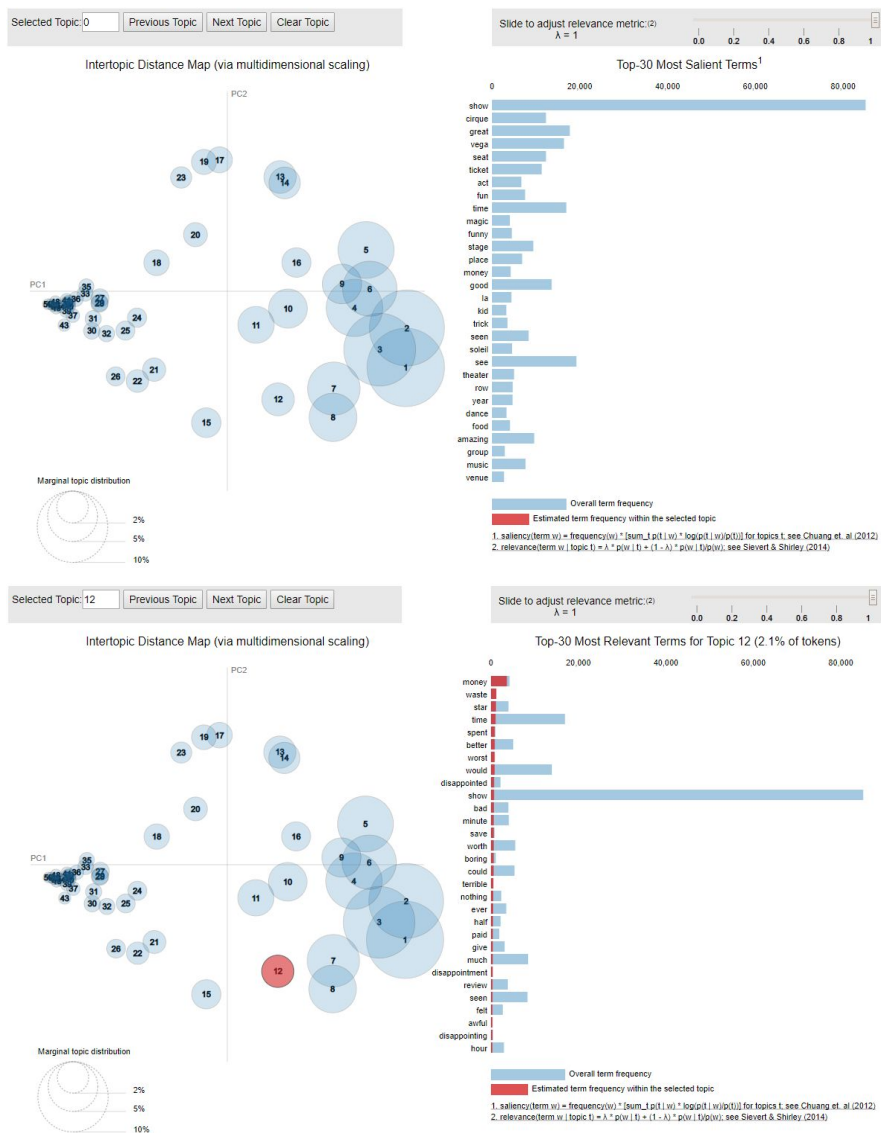 Selected Topic: 0 Previous Topic Next Topic Clear Topic
Slide to adjust relevance metric:(2)
λ = 1
0.0 0.2 0.4 0.6 0.8 1
Intertopic Distance Map (via multidimensional scaling)
PC2
PC1
19
17
23
13
14
20
18
16
5
9
6
35
33
36
27
29
4
10
37
43
31
24
11
2
30
32
25
3
1
26
22
21
7
12
15
8
Marginal topic distribution
2%
5%
10%
Top-30 Most Salient Terms1
0 20,000 40,000 60,000 80,000
show
cirque
great
vega
seat
ticket
act
fun
time
magic
funny
stage
place
money
good
la
kid
trick
seen
soleil
see
theater
row
year
dance
food
amazing
group
music
venue
Overall term frequency
Estimated term frequency within the selected topic
1. saliency(term w) = frequency(w) * [sum_t p(t | w) * log(p(t | w)/p(t))] for topics t; see Chuang et. al (2012)
2. relevance(term w | topic t) = λ * p(w | t) + (1 - λ) * p(w | t)/p(w); see Sievert & Shirley (2014)
Selected Topic: 12 Previous Topic Next Topic Clear Topic
Slide to adjust relevance metric:(2)
λ = 1
0.0 0.2 0.4 0.6 0.8 1
Intertopic Distance Map (via multidimensional scaling)
PC2
PC1
19
17
23
13
14
20
18
16
5
9
6
35
33
36
27
29
4
10
37
43
31
24
11
2
30
32
25
3
1
26
22
21
7
12
15
8
Marginal topic distribution
2%
5%
10%
Top-30 Most Relevant Terms for Topic 12 (2.1% of tokens)
0 20,000 40,000 60,000 80,000
money
waste
star
time
spent
better
worst
would
disappointed
show
bad
minute
save
worth
boring
could
terrible
nothing
ever
half
paid
give
much
disappointment
review
seen
felt
awful
disappointing
hour
Overall term frequency
Estimated term frequency within the selected topic
1. saliency(term w) = frequency(w) * [sum_t p(t | w) * log(p(t | w)/p(t))] for topics t; see Chuang et. al (2012)
2. relevance(term w | topic t) = λ * p(w | t) + (1 - λ) * p(w | t)/p(w); see Sievert & Shirley (2014)